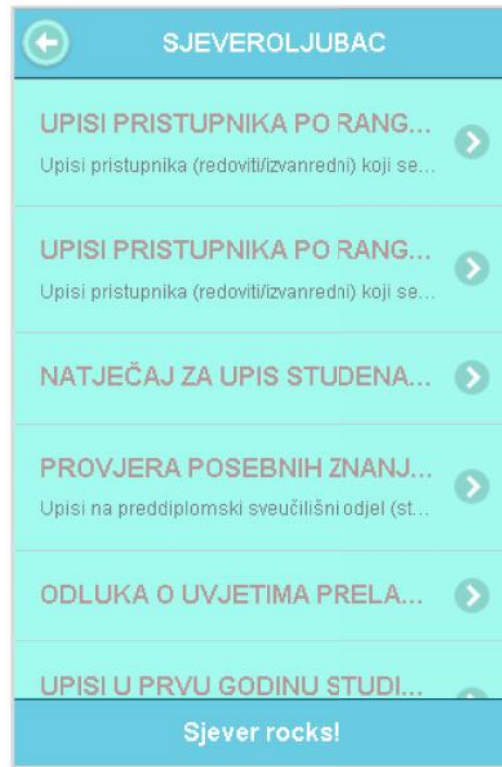 SJEVEROLJUBAC
UPISI PRISTUPNIKA PO RANG...
Upisi pristupnika (redoviti/izvanredni) koji se...
UPISI PRISTUPNIKA PO RANG...
Upisi pristupnika (redoviti/izvanredni) koji se...
NATJEČAJ ZA UPIS STUDENA...
PROVJERA POSEBNIH ZNANJ...
Upisi na preddiplomski sveučilišni odjel (st...
ODLUKA O UVJETIMA PRELA...
UPISI U PRVU GODINU STUDI...
Sjever rocks!